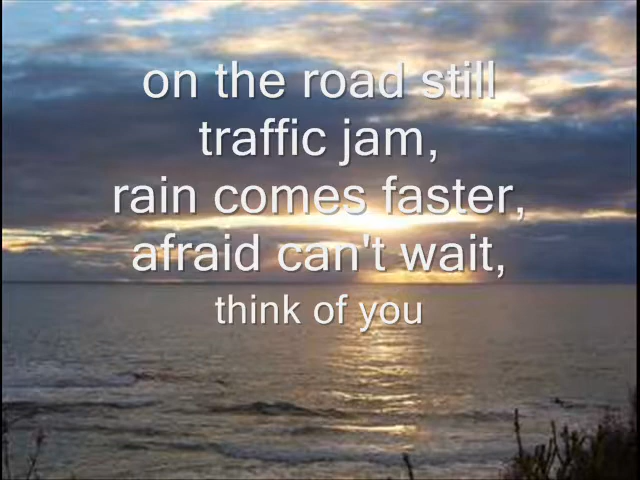 on the road still
traffic jam,
rain comes faster,
afraid can't wait,
think of you